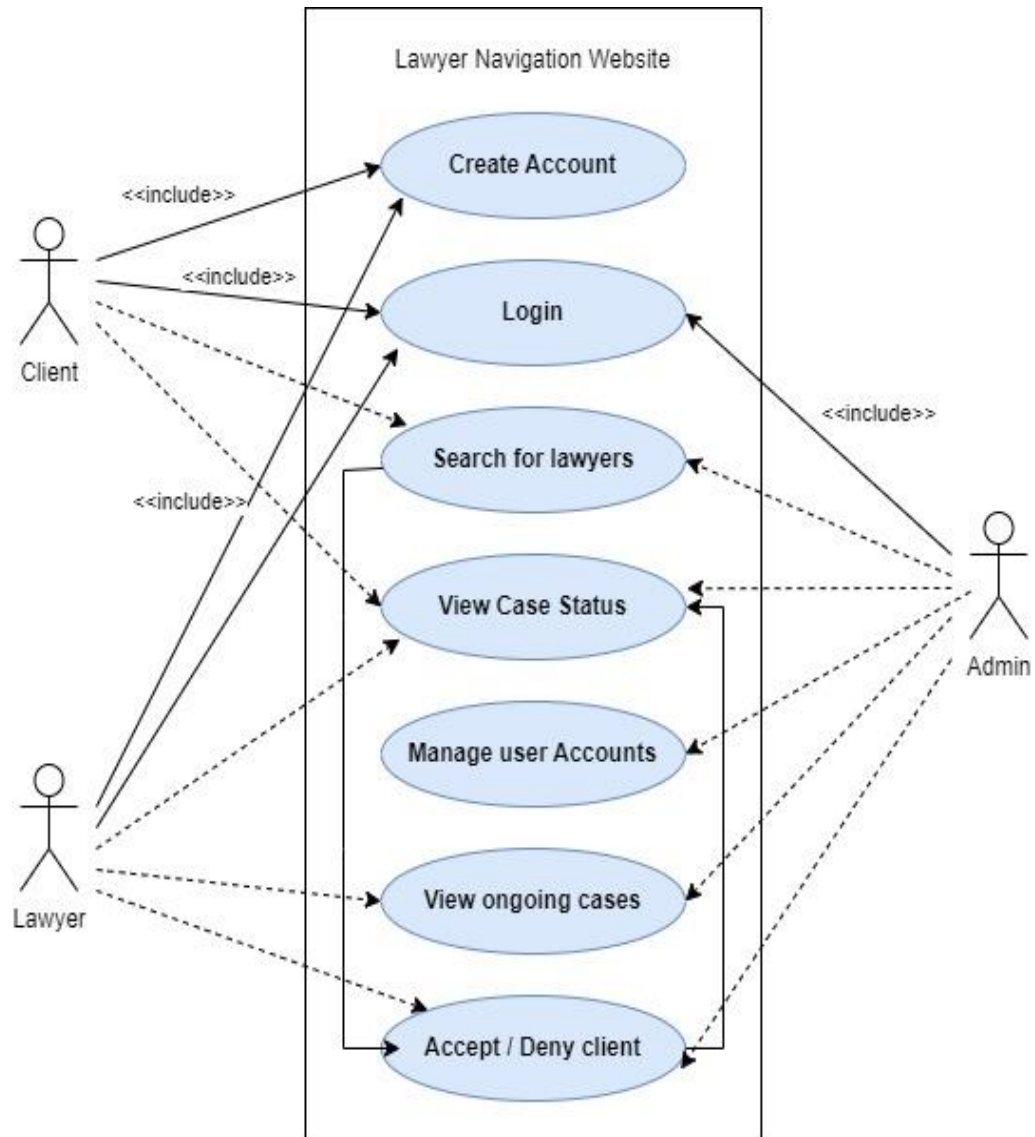 Lawyer Navigation Website
Create Account
<<include>>
<<include>>
Login
Client
<<include>>
Search for lawyers
<<include>>
View Case Status
Admin
Manage user Accounts
View ongoing cases
Lawyer
Accept / Deny client